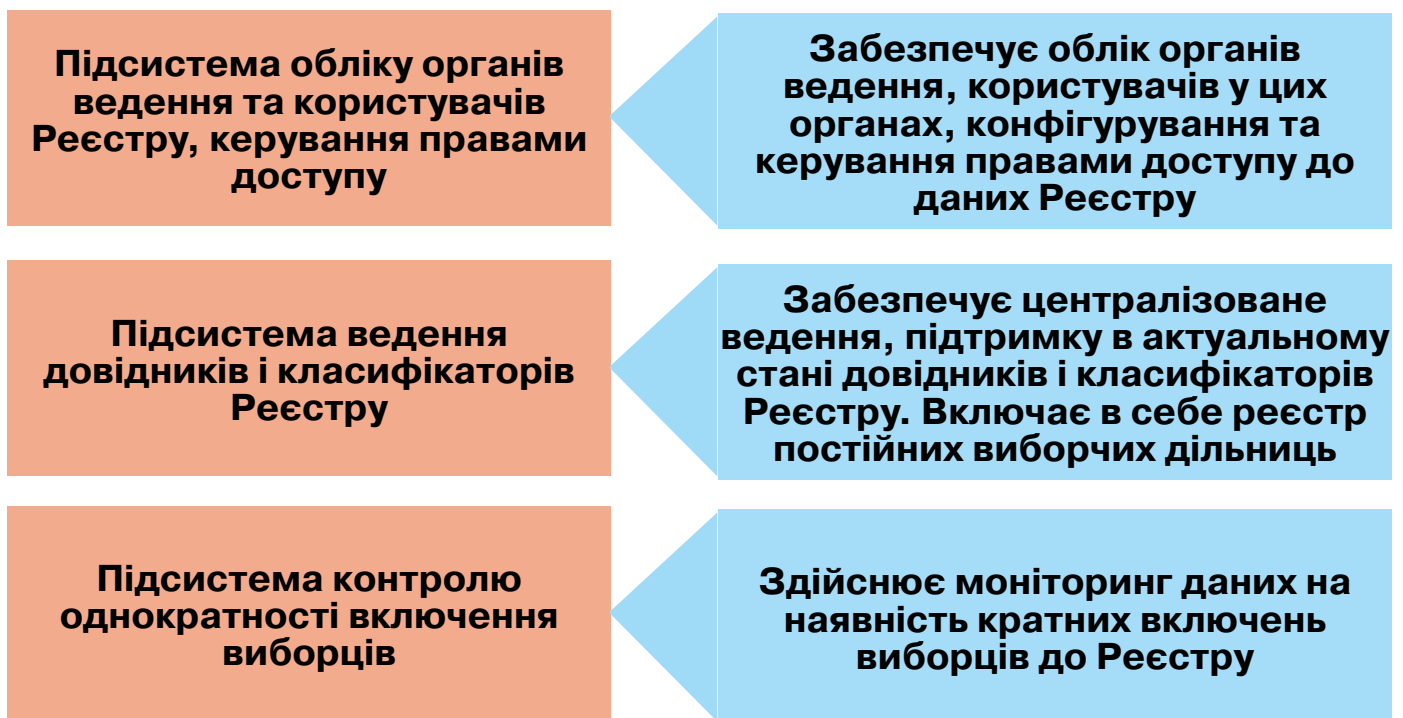 Підсистема обліку органів
ведення та користувачів
Реєстру, керування правами
доступу
Забезпечує облік органів
ведення, користувачів у цих
органах, конфігурування та
керування правами доступу до
даних Реєстру
Підсистема ведення
довідників і класифікаторів
Реєстру
Забезпечує централізоване
ведення, підтримку в актуальному
стані довідників і класифікаторів
Реєстру. Включає в себе реєстр
постійних виборчих дільниць
Підсистема контролю
однократності включення
виборців
Здійснює моніторинг даних на
наявність кратних включень
виборців до Реєстру